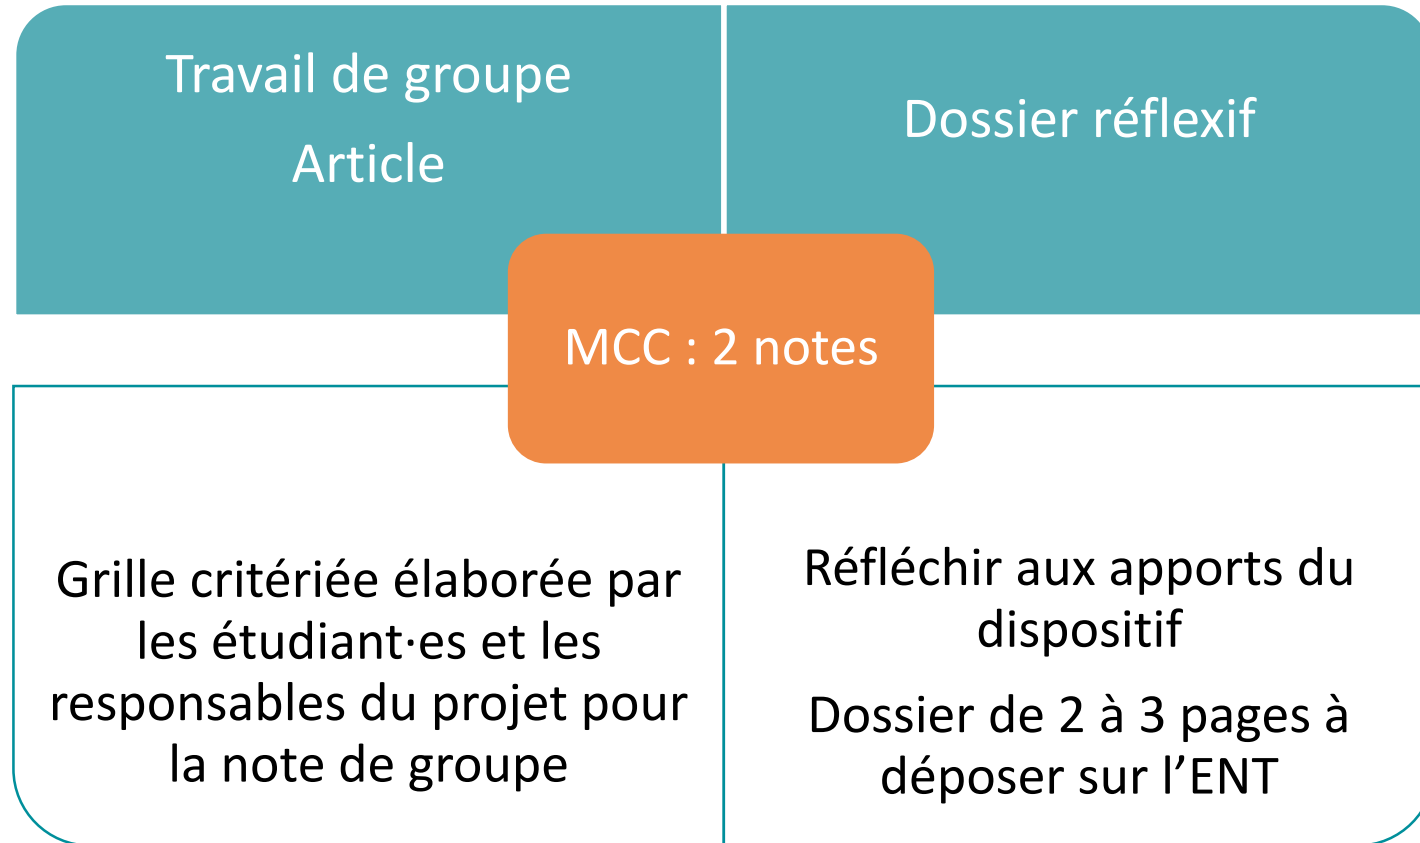 Travail de groupe
Article
Dossier réflexif
MCC : 2 notes
Grille critériée élaborée par
les étudiant·es et les
responsables du projet pour
la note de groupe
Réfléchir aux apports du
dispositif
Dossier de 2 à 3 pages à
déposer sur l’ENT